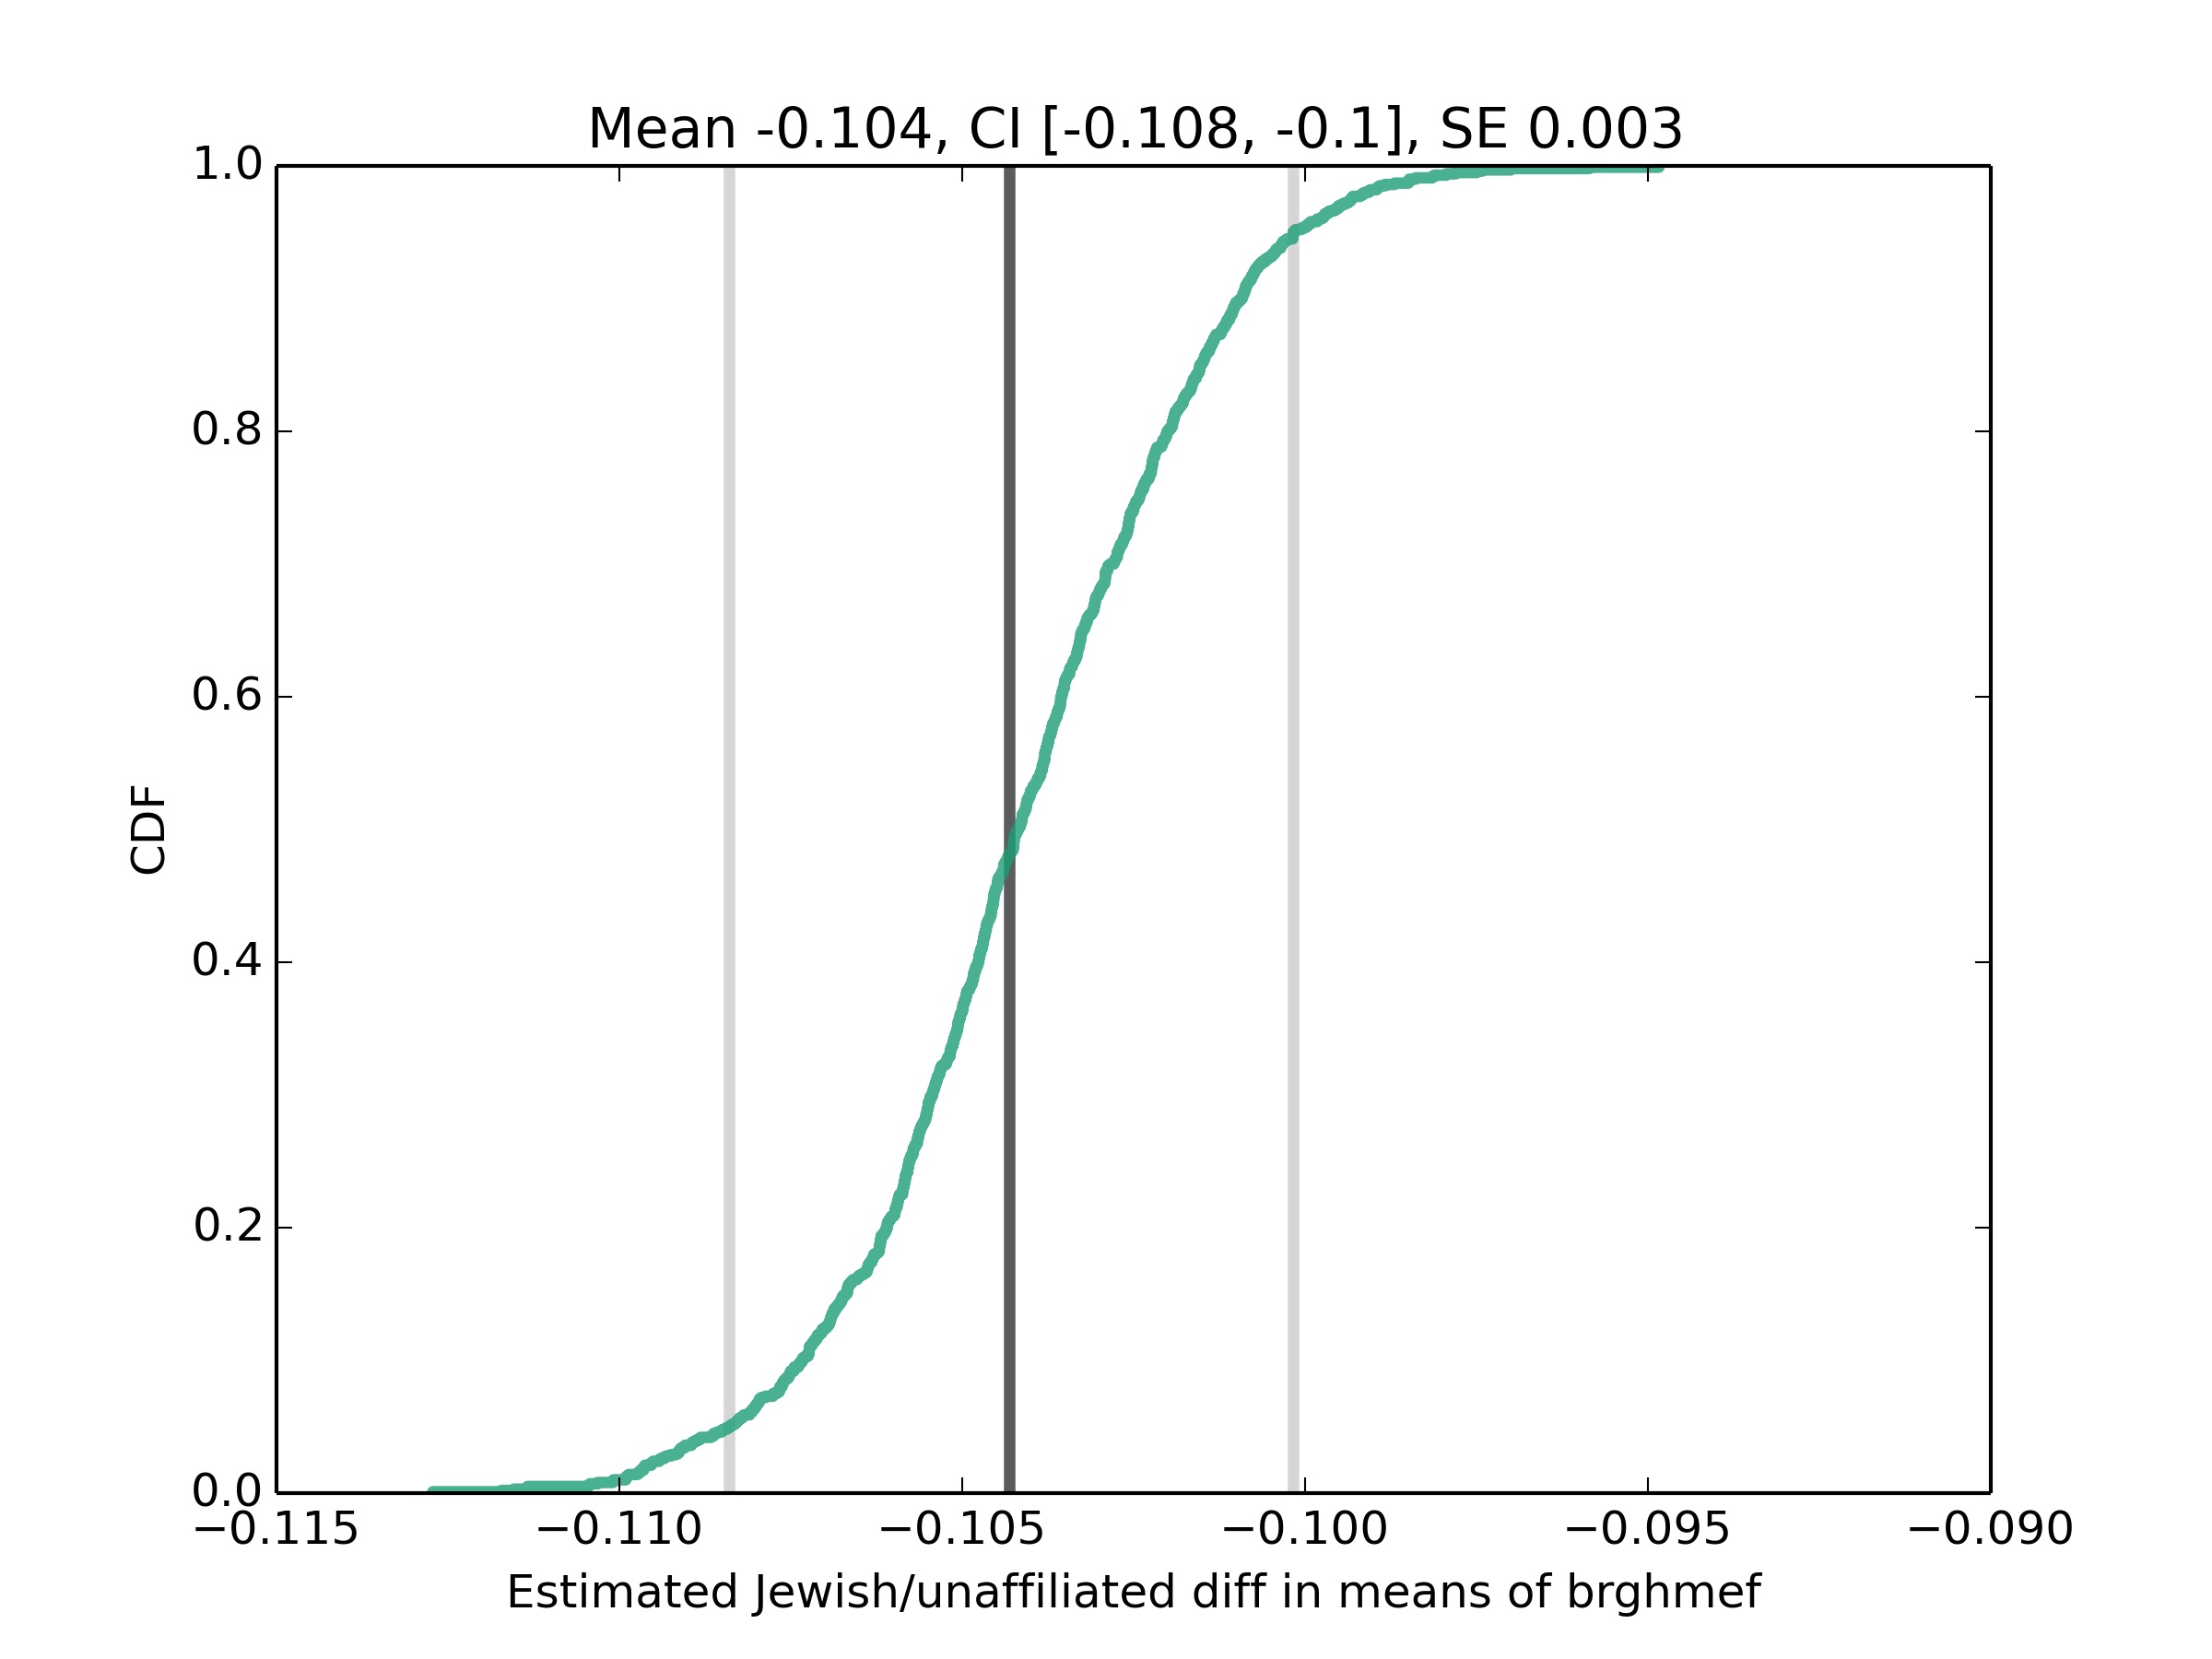 Mean -0.104, CI [-0.108, -0.1], SE 0.003
1.0
0.8
0.6
0.4
0.2
0.0
CDF
−0.115 −0.110 −0.105 −0.100 −0.095 −0.090
Estimated Jewish/unaffiliated diff in means of brghmef